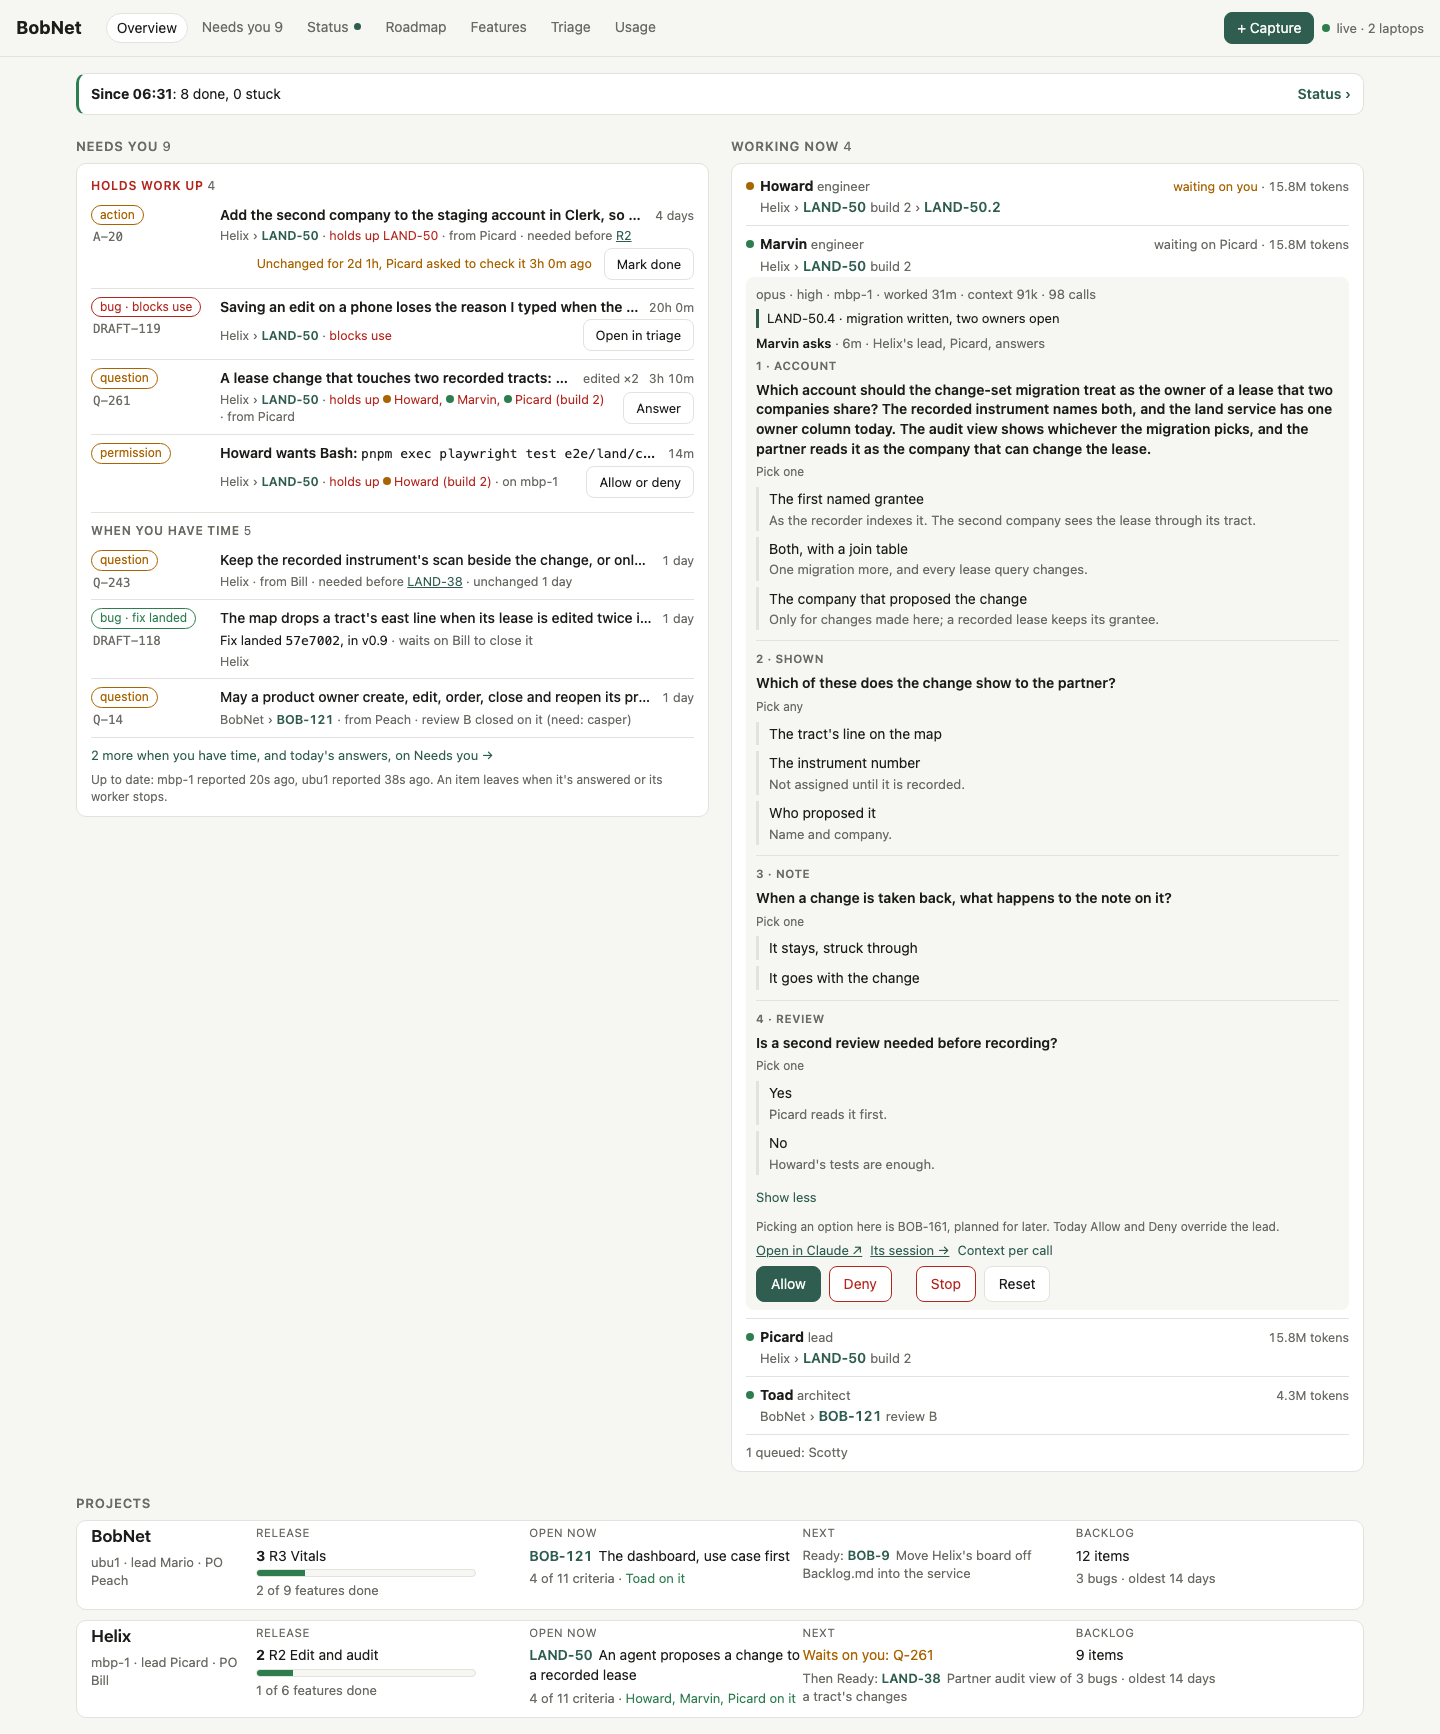 BobNet
Overview
Needs you 9
Status
Roadmap
Features
Triage
Usage
+ Capture
live · 2 laptops
Since 06:31: 8 done, 0 stuck
Status ›
NEEDS YOU 9
HOLDS WORK UP 4
action
Add the second company to the staging account in Clerk, so ...
4 days
A–20
Helix › LAND-50 · holds up LAND-50 · from Picard · needed before R2
Unchanged for 2d 1h, Picard asked to check it 3h 0m ago
Mark done
bug · blocks use
Saving an edit on a phone loses the reason I typed when the ...
20h 0m
DRAFT–119
Helix › LAND-50 · blocks use
Open in triage
question
A lease change that touches two recorded tracts: ...
edited ×2
3h 10m
Q–261
Helix › LAND-50 · holds up Howard, Marvin, Picard (build 2)
· from Picard
Answer
permission
Howard wants Bash: pnpm exec playwright test e2e/land/c...
14m
Helix › LAND-50 · holds up Howard (build 2) · on mbp-1
Allow or deny
WHEN YOU HAVE TIME 5
question
Keep the recorded instrument's scan beside the change, or onl...
1 day
Q–243
Helix · from Bill · needed before LAND-38 · unchanged 1 day
bug · fix landed
The map drops a tract's east line when its lease is edited twice i...
1 day
DRAFT–118
Fix landed 57e7002, in v0.9 · waits on Bill to close it
Helix
question
May a product owner create, edit, order, close and reopen its pr...
1 day
Q–14
BobNet › BOB-121 · from Peach · review B closed on it (need: casper)
2 more when you have time, and today's answers, on Needs you →
Up to date: mbp-1 reported 20s ago, ubu1 reported 38s ago. An item leaves when it's answered or its
worker stops.
WORKING NOW 4
Howard engineer
waiting on you · 15.8M tokens
Helix › LAND-50 build 2 › LAND-50.2
Marvin engineer
waiting on Picard · 15.8M tokens
Helix › LAND-50 build 2
opus · high · mbp-1 · worked 31m · context 91k · 98 calls
LAND-50.4 · migration written, two owners open
Marvin asks · 6m · Helix's lead, Picard, answers
1 · ACCOUNT
Which account should the change-set migration treat as the owner of a lease that two
companies share? The recorded instrument names both, and the land service has one
owner column today. The audit view shows whichever the migration picks, and the
partner reads it as the company that can change the lease.
Pick one
The first named grantee
As the recorder indexes it. The second company sees the lease through its tract.
Both, with a join table
One migration more, and every lease query changes.
The company that proposed the change
Only for changes made here; a recorded lease keeps its grantee.
2 · SHOWN
Which of these does the change show to the partner?
Pick any
The tract's line on the map
The instrument number
Not assigned until it is recorded.
Who proposed it
Name and company.
3 · NOTE
When a change is taken back, what happens to the note on it?
Pick one
It stays, struck through
It goes with the change
4 · REVIEW
Is a second review needed before recording?
Pick one
Yes
Picard reads it first.
No
Howard's tests are enough.
Show less
Picking an option here is BOB-161, planned for later. Today Allow and Deny override the lead.
Open in Claude ↗ Its session → Context per call
Allow
Deny
Stop
Reset
Picard lead
15.8M tokens
Helix › LAND-50 build 2
Toad architect
4.3M tokens
BobNet › BOB-121 review B
1 queued: Scotty
PROJECTS
BobNet
ubu1 · lead Mario · PO
Peach
RELEASE
3 R3 Vitals
2 of 9 features done
OPEN NOW
BOB-121 The dashboard, use case first
4 of 11 criteria · Toad on it
NEXT
Ready: BOB-9 Move Helix's board off
Backlog.md into the service
BACKLOG
12 items
3 bugs · oldest 14 days
Helix
mbp-1 · lead Picard · PO
Bill
RELEASE
2 R2 Edit and audit
1 of 6 features done
OPEN NOW
LAND-50 An agent proposes a change to
a recorded lease
4 of 11 criteria · Howard, Marvin, Picard on it
NEXT
Waits on you: Q-261
Then Ready: LAND-38 Partner audit view of
a tract's changes
BACKLOG
9 items
3 bugs · oldest 14 days